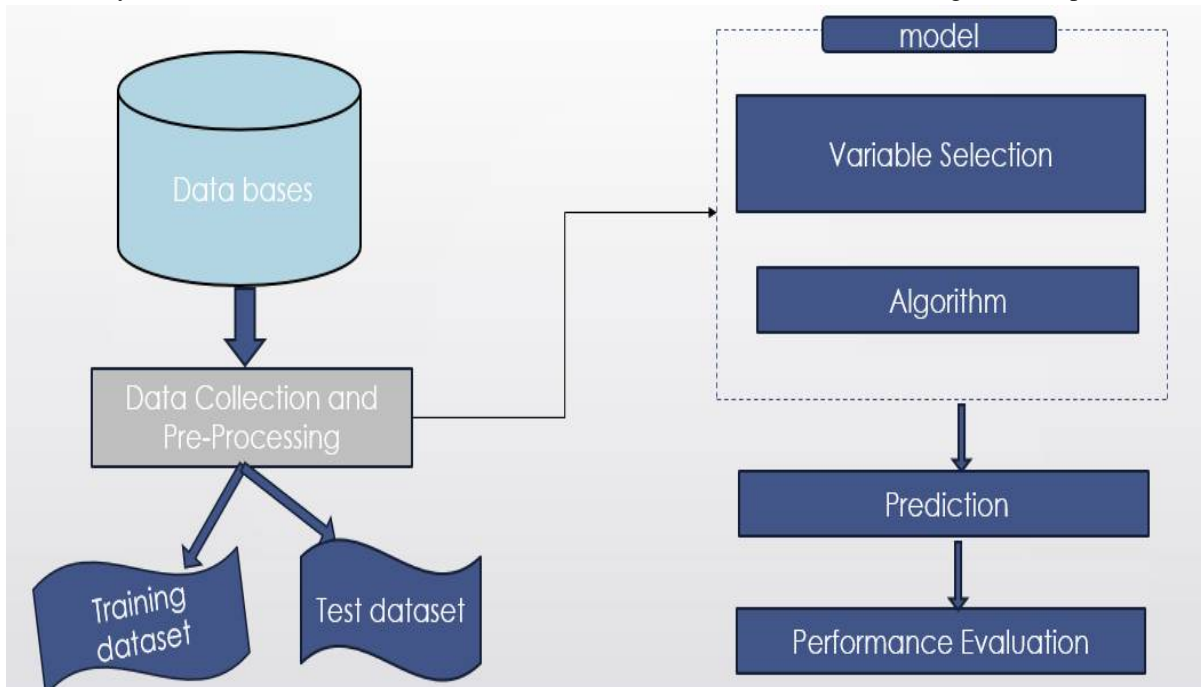 Data bases
Data Collection and
Pre-Processing
Training
dataset
Test dataset
model
Variable Selection
Algorithm
Prediction
Performance Evaluation